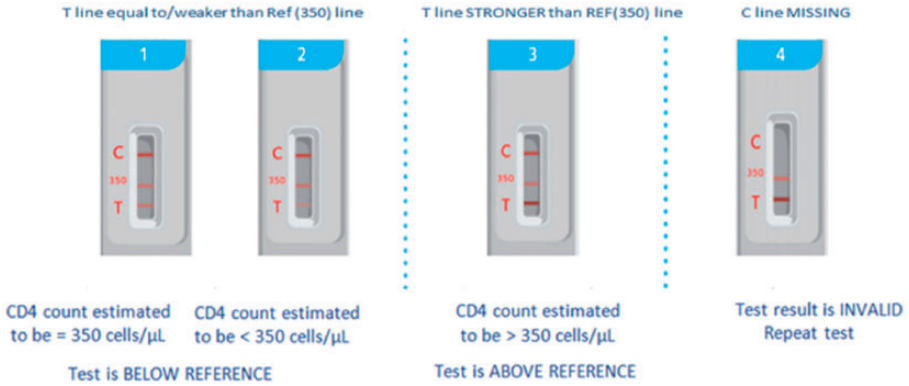 T line equal to/weaker than Ref (350) line
T line STRONGER than REF(350) line
C line MISSING
1
2
3
4
C
350
T
C
350
T
C
350
T
C
350
T
CD4 count estimated
to be = 350 cells/µL
CD4 count estimated
to be < 350 cells/µL
CD4 count estimated
to be > 350 cells/µL
Test result is INVALID
Repeat test
Test is BELOW REFERENCE
Test is ABOVE REFERENCE